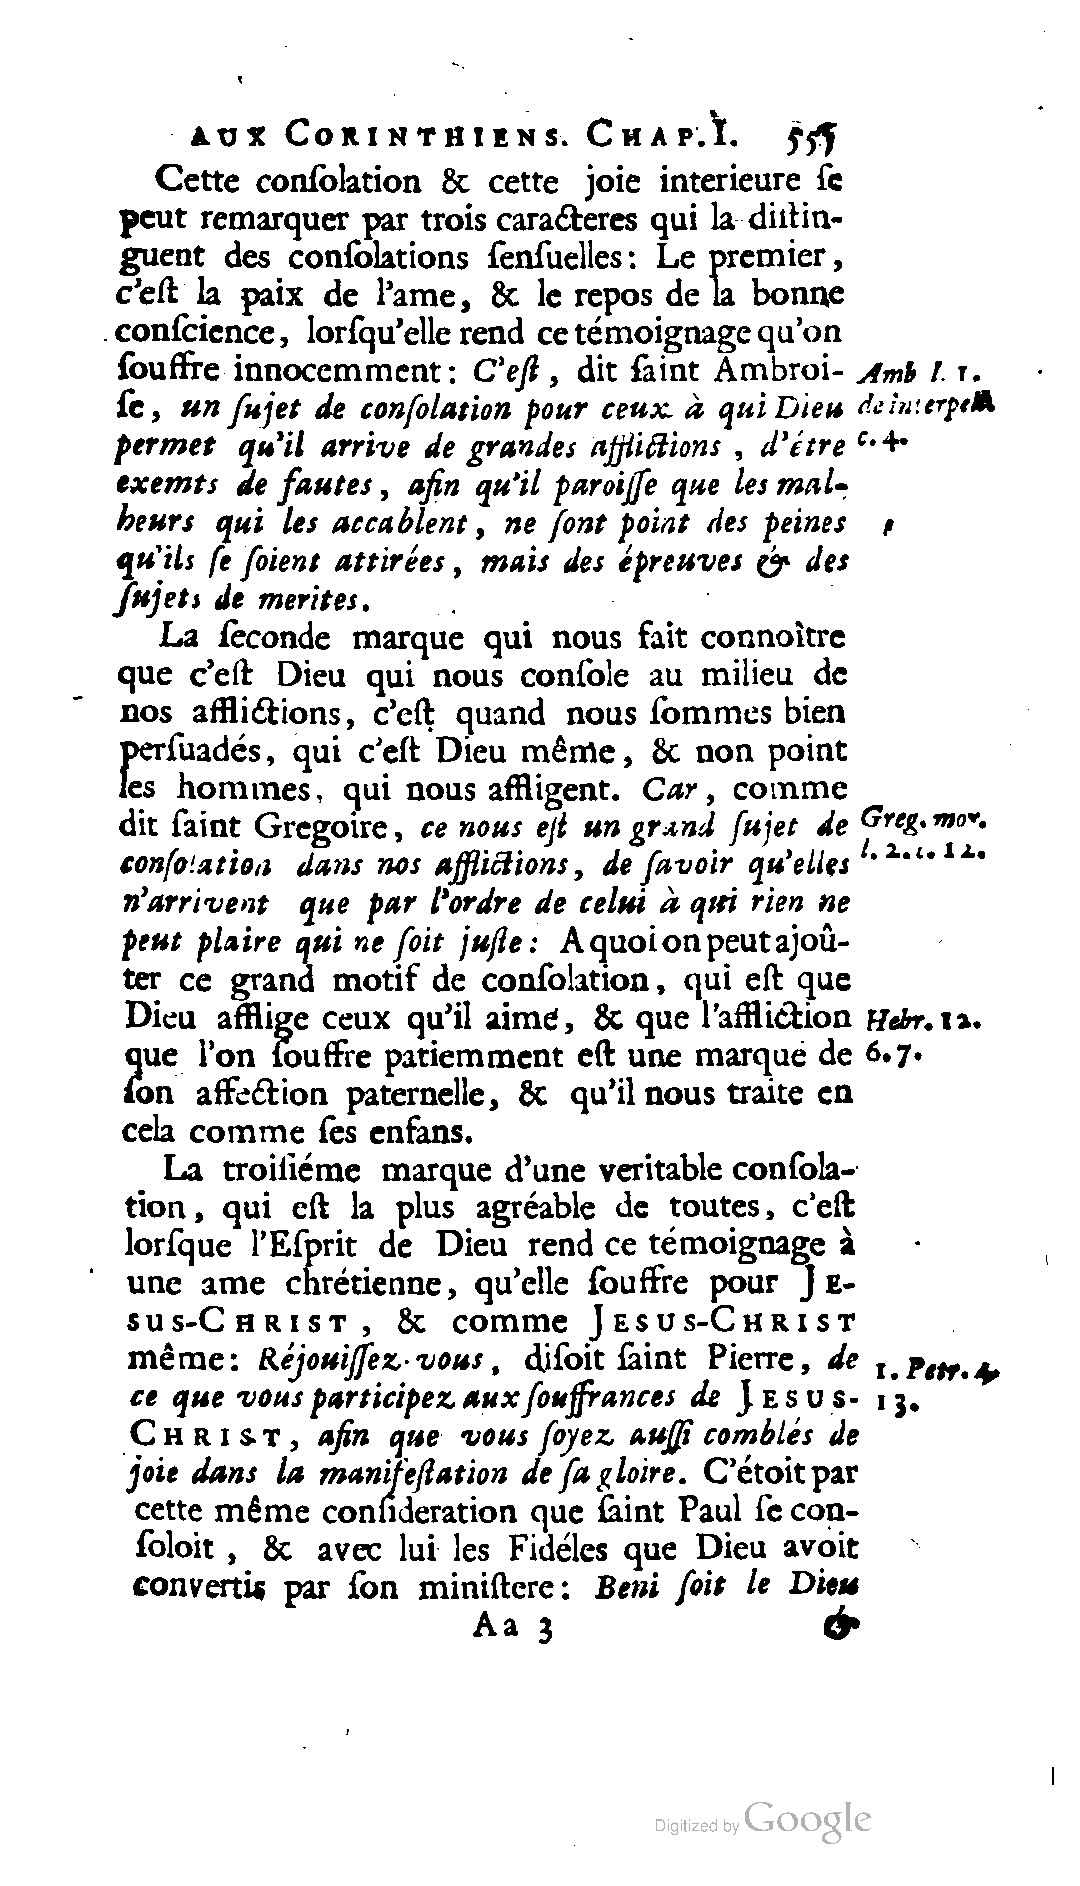 AUX CORINTHIENS. CHAP. I. 555
Cette conſolation & cette joie interieure ſe
peut remarquer par trois caracteres qui la diſtin-
guent des conſolations ſenſuelles: Le premier,
c'eſt la paix de l'ame, & le repos de la bonne
conſcience, lorſqu'elle rend ce témoignage qu'on
ſouffre innocemment: C'eſt, dit ſaint Ambroi- Amb l. 1.
ſe, un ſujet de conſolation pour ceux à qui Dieu de interpell
permet qu'il arrive de grandes afflictions, d'être c. 4.
exemts de fautes, afin qu'il paroiſſe que les mal-
heurs qui les accablent, ne ſont point des peines
qu'ils ſe ſoient attirées, mais des épreuves & des
ſujets de merites.
La ſeconde marque qui nous fait connoître
que c'eſt Dieu qui nous conſole au milieu de
nos afflictions, c'eſt quand nous ſommes bien
perſuadés, qui c'eſt Dieu même, & non point
les hommes, qui nous affligent. Car, comme
dit ſaint Gregoire, ce nous eſt un grand ſujet de Greg. mor.
conſolation dans nos afflictions, de ſavoir qu'elles l. 2. c. 12.
n'arrivent que par l'ordre de celui à qui rien ne
peut plaire qui ne ſoit juſte: A quoi on peut ajoû-
ter ce grand motif de conſolation, qui eſt que
Dieu afflige ceux qu'il aime, & que l'affliction Hebr. 12.
que l'on ſouffre patiemment eſt une marque de 6. 7.
ſon affection paternelle, & qu'il nous traite en
cela comme ſes enfans.
La troiſiéme marque d'une veritable conſola-
tion, qui eſt la plus agréable de toutes, c'eſt
lorſque l'Eſprit de Dieu rend ce témoignage à
une ame chrétienne, qu'elle ſouffre pour JE-
SUS-CHRIST, & comme JESUS-CHRIST
même: Réjouiſſez-vous, diſoit ſaint Pierre, de 1. Petr. 4
ce que vous participez aux ſouffrances de JESUS- 13.
CHRIST, afin que vous ſoyez auſſi comblés de
joie dans la manifeſtation de ſa gloire. C'étoit par
cette même conſideration que ſaint Paul ſe con-
ſoloit, & avec lui les Fidéles que Dieu avoit
convertis par ſon miniſtere: Beni ſoit le Dieu
Aa 3 &
Digitized by Google